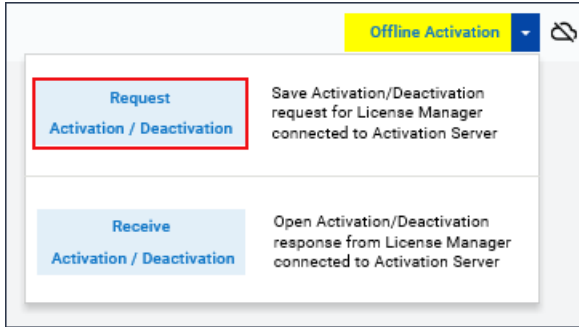 Offline Activation
Request
Activation / Deactivation
Save Activation/Deactivation
request for License Manager
connected to Activation Server
Receive
Activation / Deactivation
Open Activation/Deactivation
response from License Manager
connected to Activation Server